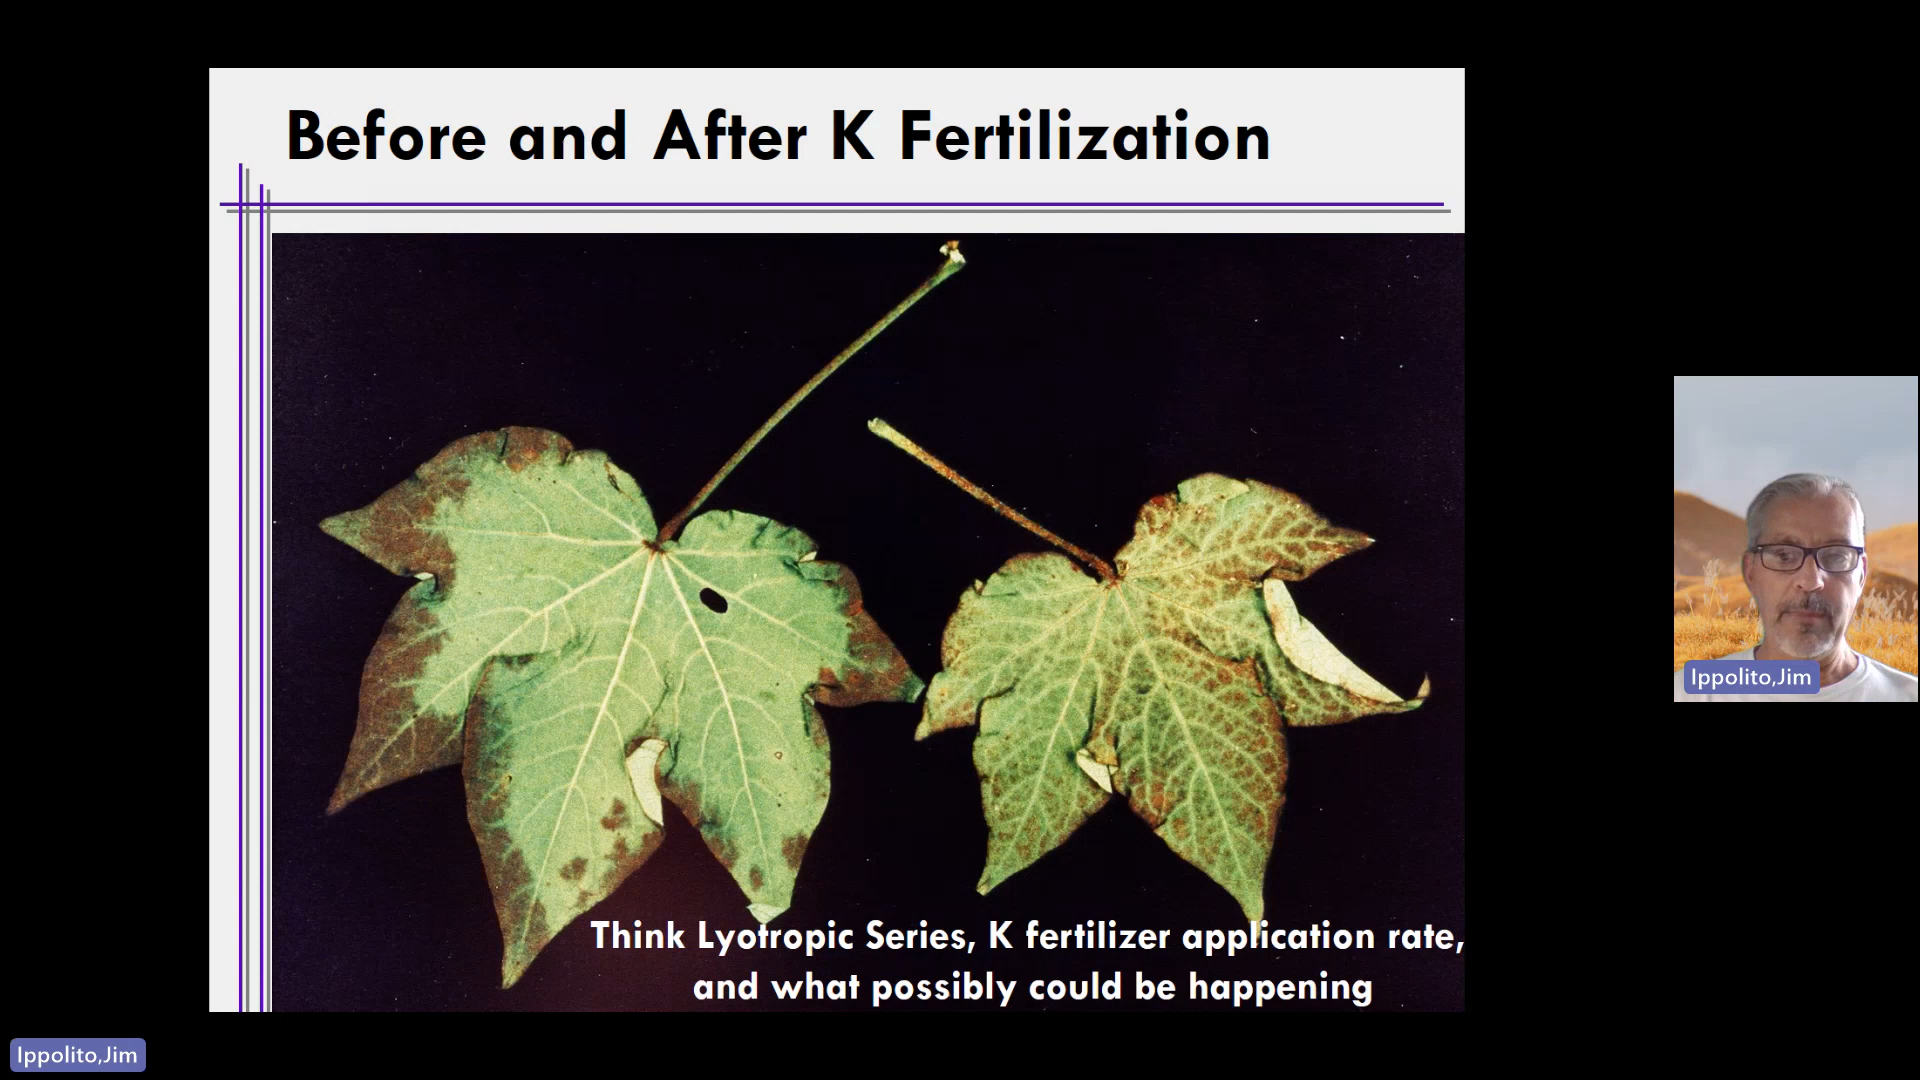 Before and After K Fertilization
Think Lyotropic Series, K fertilizer application rate,
and what possibly could be happening
Ippolito,Jim
Ippolito,Jim